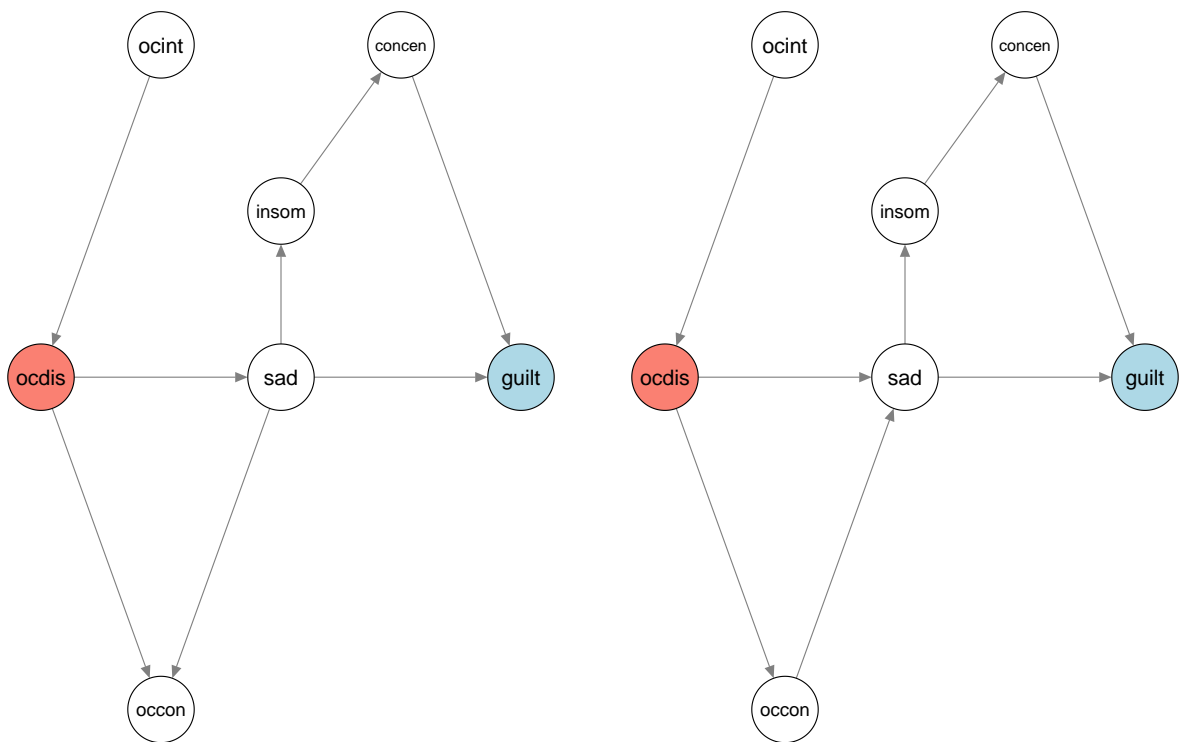 ocint concen ocint concen
insom insom
ocdis sad guilt ocdis sad guilt
occon occon